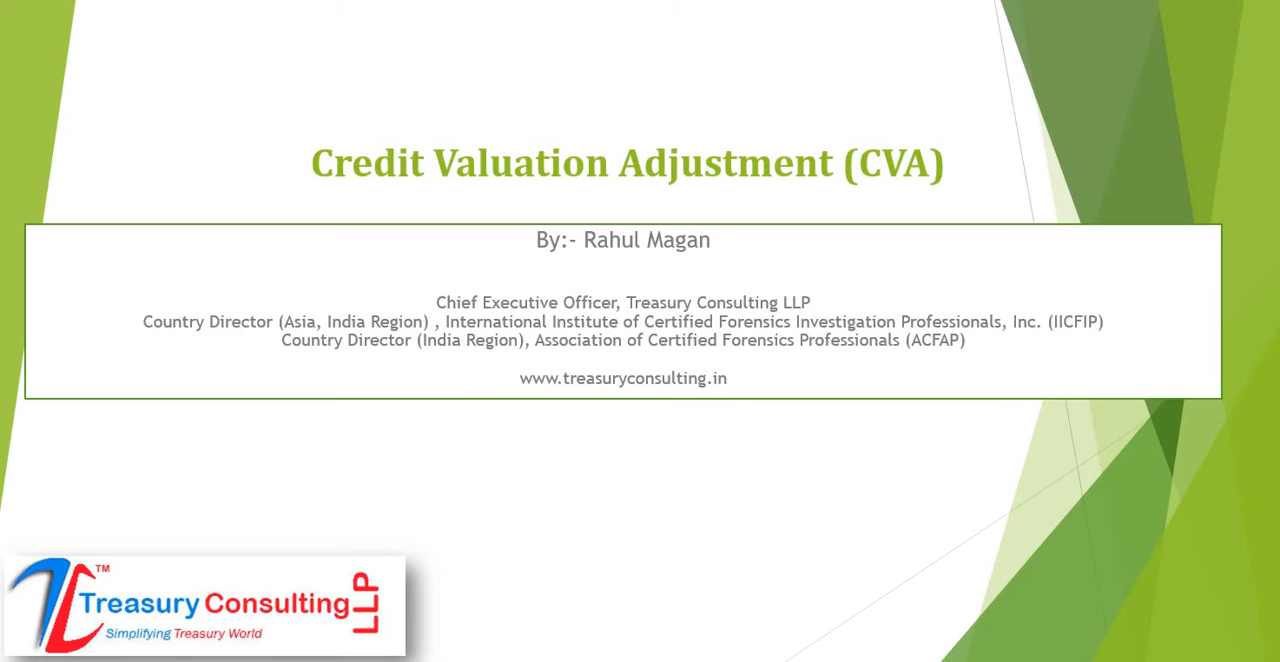 Credit Valuation Adjustment (CVA)
By:- Rahul Magan
Chief Executive Officer, Treasury Consulting LLP
Country Director (Asia, India Region) , International Institute of Certified Forensics Investigation Professionals, Inc. (IICFIP)
Country Director (India Region), Association of Certified Forensics Professionals (ACFAP)
www.treasuryconsulting.in
TC™
Treasury Consulting LLP
Simplifying Treasury World